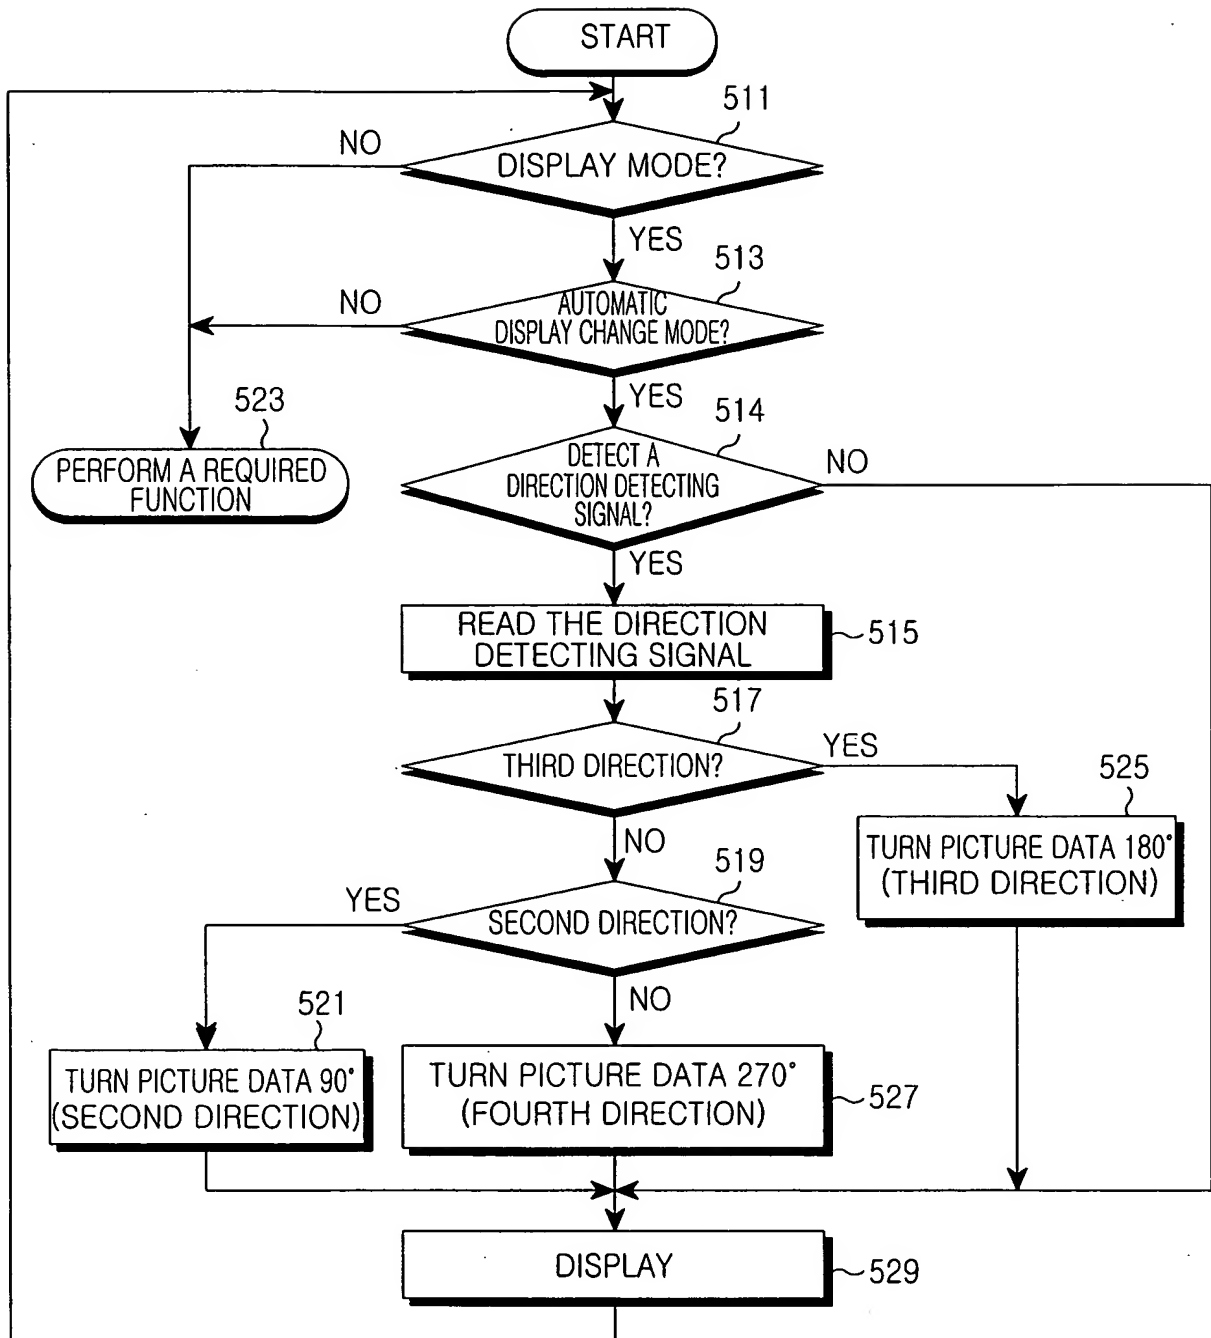 START
511
NO
DISPLAY MODE?
YES
513
NO
AUTOMATIC
DISPLAY CHANGE MODE?
YES
523
514
PERFORM A REQUIRED
FUNCTION
DETECT A
DIRECTION DETECTING
SIGNAL?
NO
YES
READ THE DIRECTION
DETECTING SIGNAL
515
517
THIRD DIRECTION?
YES
525
NO
TURN PICTURE DATA 180°
(THIRD DIRECTION)
519
YES
SECOND DIRECTION?
NO
521
TURN PICTURE DATA 90°
(SECOND DIRECTION)
TURN PICTURE DATA 270°
(FOURTH DIRECTION)
527
DISPLAY
529